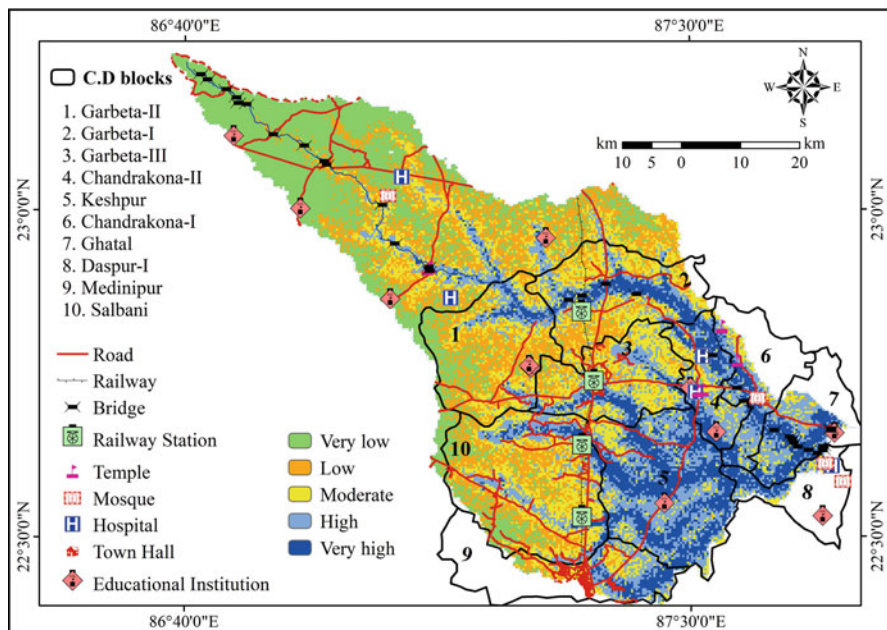 86°40'0"E 87°30'0"E
C.D blocks
1. Garbeta-II
2. Garbeta-I
3. Garbeta-III
4. Chandrakona-II
5. Keshpur
6. Chandrakona-I
7. Ghatal
8. Daspur-I
9. Medinipur
10. Salbani
Road
Railway
Bridge
Railway Station
Temple
Mosque
Hospital
Town Hall
Educational Institution
Very low
Low
Moderate
High
Very high
N
W E
S
km km
10 5 0 10 20
23°0'0"N 23°0'0"N
22°30'0"N 22°30'0"N
1
2
3
4
5
6
7
8
9
10
86°40'0"E 87°30'0"E